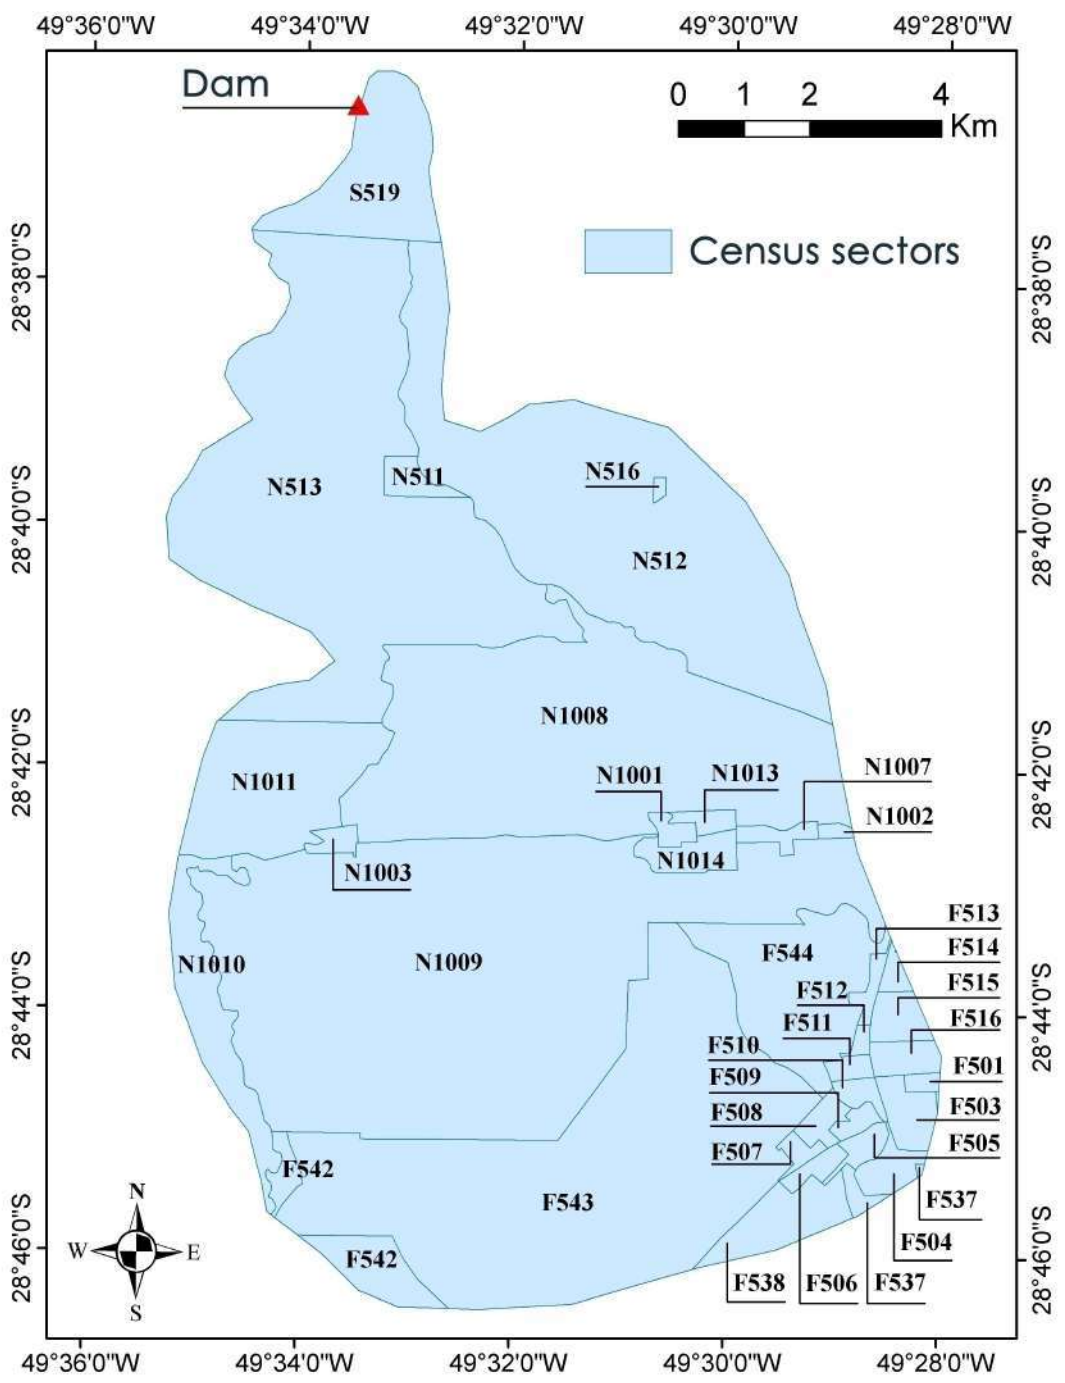 49°36'0"W 49°34'0"W 49°32'0"W 49°30'0"W 49°28'0"W
Dam
0 1 2 4
Km
S519
Census sectors
28°38'0"S
28°38'0"S
N513
N511
N516
28°40'0"S
28°40'0"S
N512
N1008
28°42'0"S
28°42'0"S
N1011
N1001
N1013
N1007
N1002
N1014
N1003
F513
N1010
N1009
F544
F514
F512
F515
28°44'0"S
28°44'0"S
F511
F516
F510
F501
F509
F508
F503
F507
F505
F542
F543
F537
N
W E
S
F504
28°46'0"S
28°46'0"S
F542
F538
F506
F537
49°36'0"W 49°34'0"W 49°32'0"W 49°30'0"W 49°28'0"W